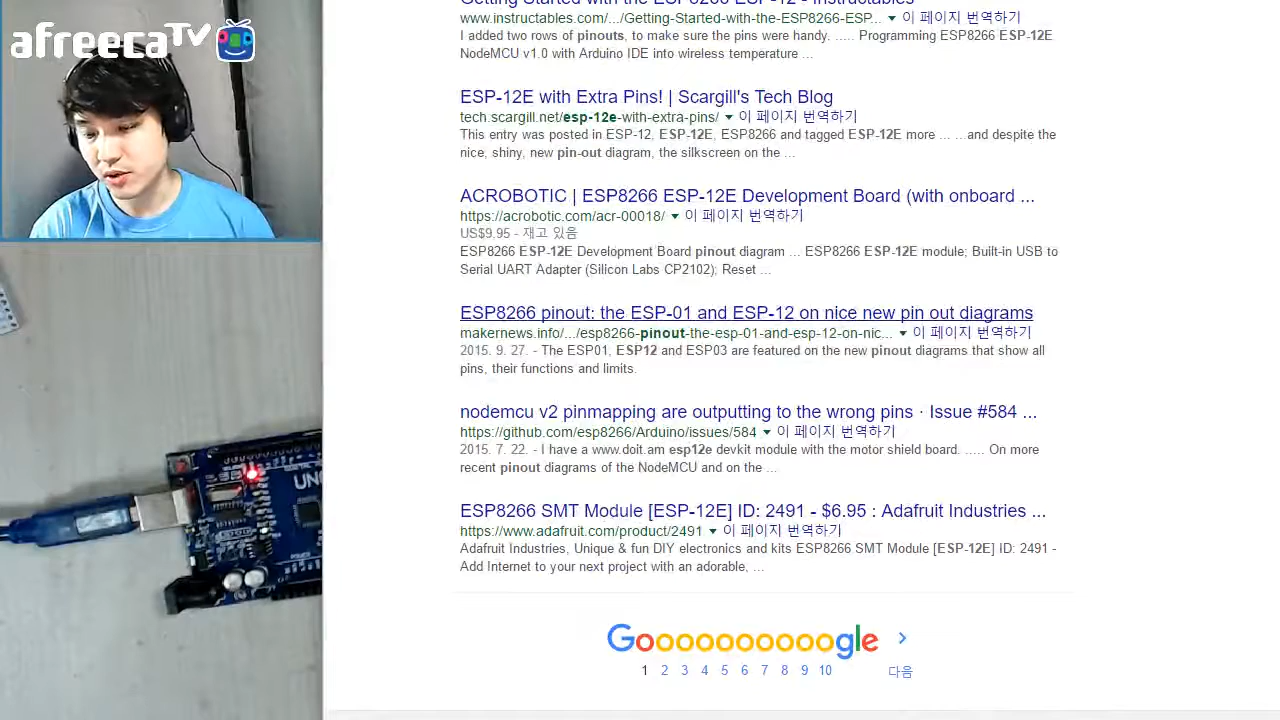 afreecaTV
Getting Started with the ESP8266 ESP-12 - Instructables
www.instructables.com/.../Getting-Started-with-the-ESP8266-ESP... ▼ 이 페이지 번역하기
I added two rows of pinouts, to make sure the pins were handy. ..... Programming ESP8266 ESP-12E
NodeMCU v1.0 with Arduino IDE into wireless temperature ...
ESP-12E with Extra Pins! | Scargill's Tech Blog
tech.scargill.net/esp-12e-with-extra-pins/ ▼ 이 페이지 번역하기
This entry was posted in ESP-12, ESP-12E, ESP8266 and tagged ESP-12E more ... ...and despite the
nice, shiny, new pin-out diagram, the silkscreen on the ...
ACROBOTIC | ESP8266 ESP-12E Development Board (with onboard ...
https://acrobotic.com/acr-00018/ ▼ 이 페이지 번역하기
US$9.95 - 재고 있음
ESP8266 ESP-12E Development Board pinout diagram ... ESP8266 ESP-12E module; Built-in USB to
Serial UART Adapter (Silicon Labs CP2102); Reset ...
ESP8266 pinout: the ESP-01 and ESP-12 on nice new pin out diagrams
makernews.info/.../esp8266-pinout-the-esp-01-and-esp-12-on-nic... ▼ 이 페이지 번역하기
2015. 9. 27. - The ESP01, ESP12 and ESP03 are featured on the new pinout diagrams that show all
pins, their functions and limits.
nodemcu v2 pinmapping are outputting to the wrong pins · Issue #584 ...
https://github.com/esp8266/Arduino/issues/584 ▼ 이 페이지 번역하기
2015. 7. 22. - I have a www.doit.am esp12e devkit module with the motor shield board. ..... On more
recent pinout diagrams of the NodeMCU and on the ...
ESP8266 SMT Module [ESP-12E] ID: 2491 - $6.95 : Adafruit Industries ...
https://www.adafruit.com/product/2491 ▼ 이 페이지 번역하기
Adafruit Industries, Unique & fun DIY electronics and kits ESP8266 SMT Module [ESP-12E] ID: 2491 -
Add Internet to your next project with an adorable, ...
Goooooooooogle >
1 2 3 4 5 6 7 8 9 10 다음